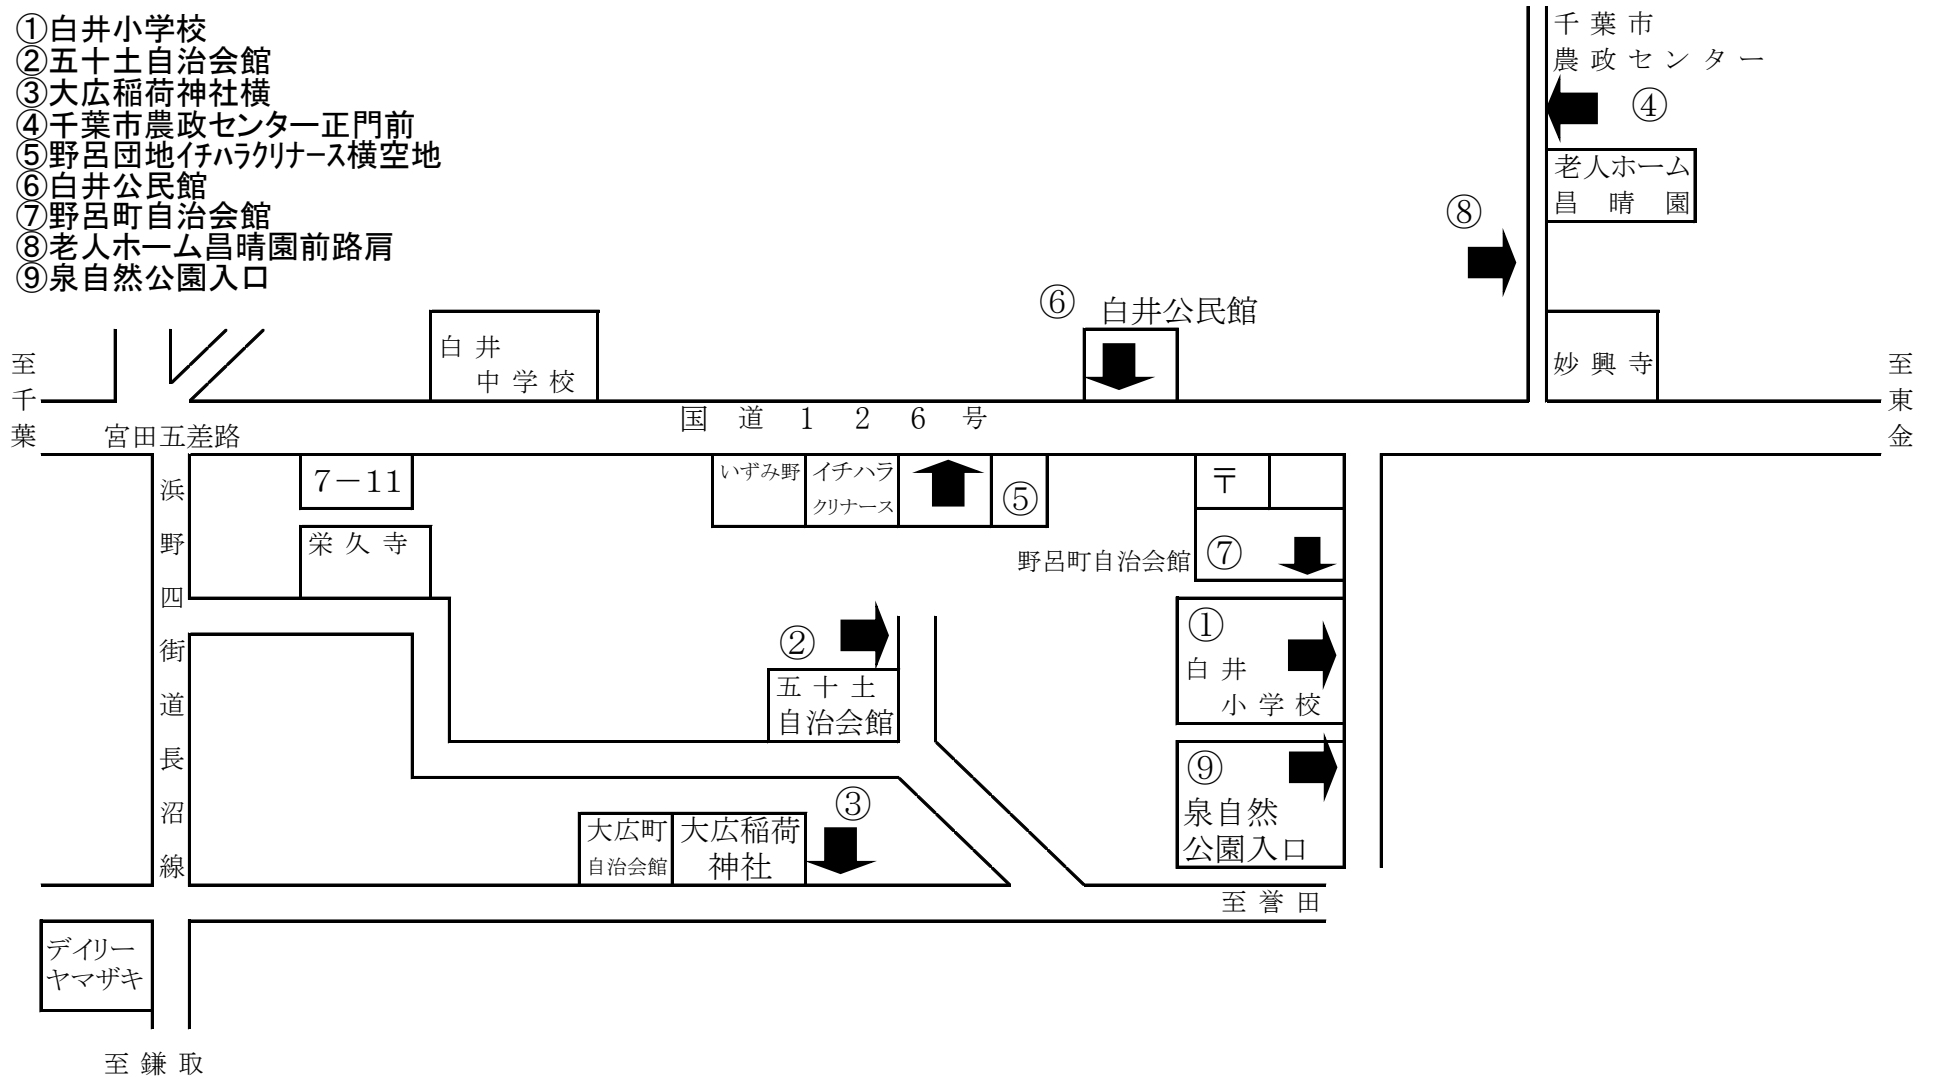 ①白井小学校
②五十土自治会館
③大広稲荷神社横
④千葉市農政センター正門前
⑤野呂団地イチハラクリナース横空地
⑥白井公民館
⑦野呂町自治会館
⑧老人ホーム昌晴園前路肩
⑨泉自然公園入口
千葉市
農政センター
④
老人ホーム
昌晴園
⑧
⑥ 白井公民館
白井
中学校
妙興寺
至千葉
至東金
国道126号
宮田五差路
7-11
いずみ野
イチハラ
クリナース
⑤
〒
浜野四街道長沼線
栄久寺
野呂町自治会館
⑦
①
白井
小学校
②
五十土
自治会館
⑨
泉自然
公園入口
③
大広町
自治会館
大広稲荷
神社
至誉田
デイリー
ヤマザキ
至鎌取